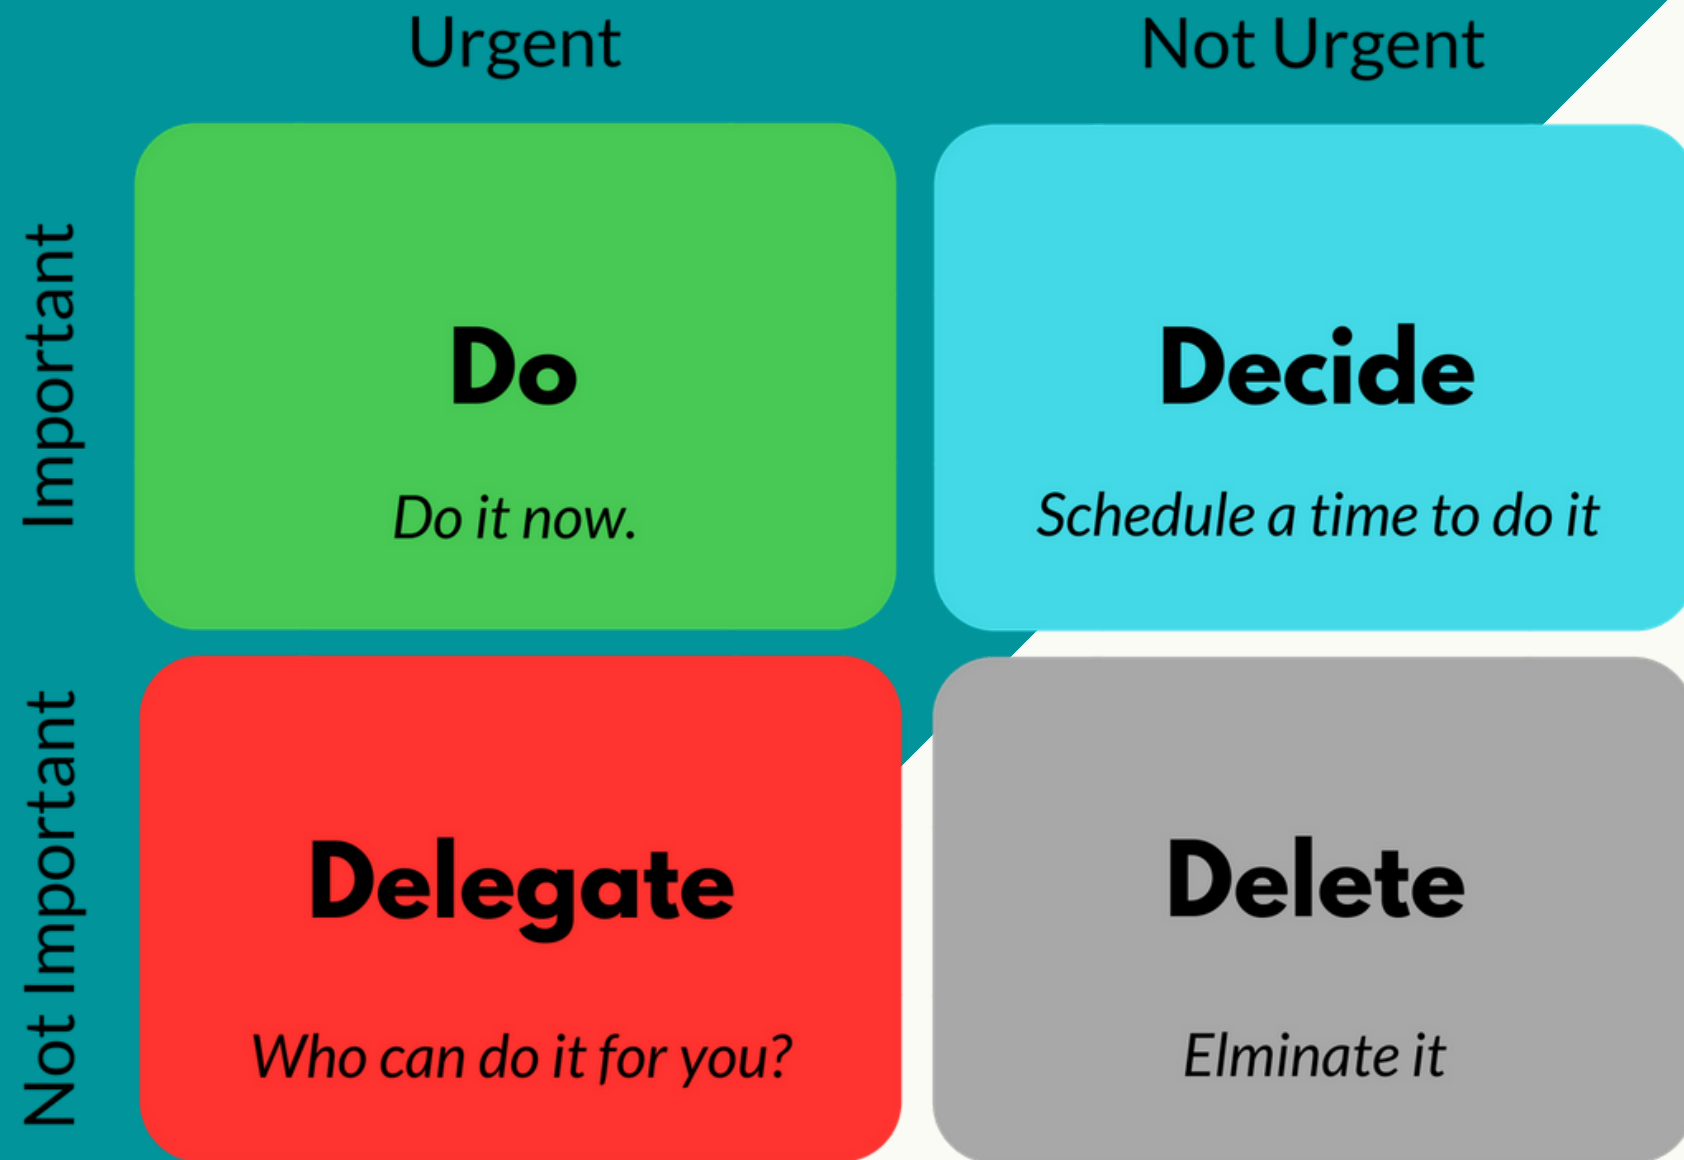 Urgent
Not Urgent
Important
Do
Do it now.
Decide
Schedule a time to do it
Not Important
Delegate
Who can do it for you?
Delete
Elminate it